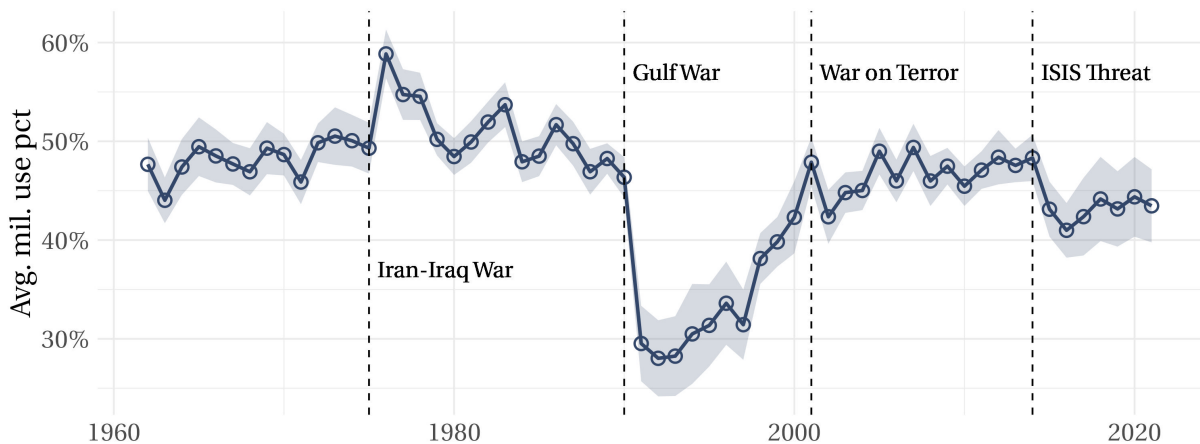 60%
50%
40%
30%
Avg. mil. use pct
Iran-Iraq War
Gulf War
War on Terror
ISIS Threat
1960
1980
2000
2020